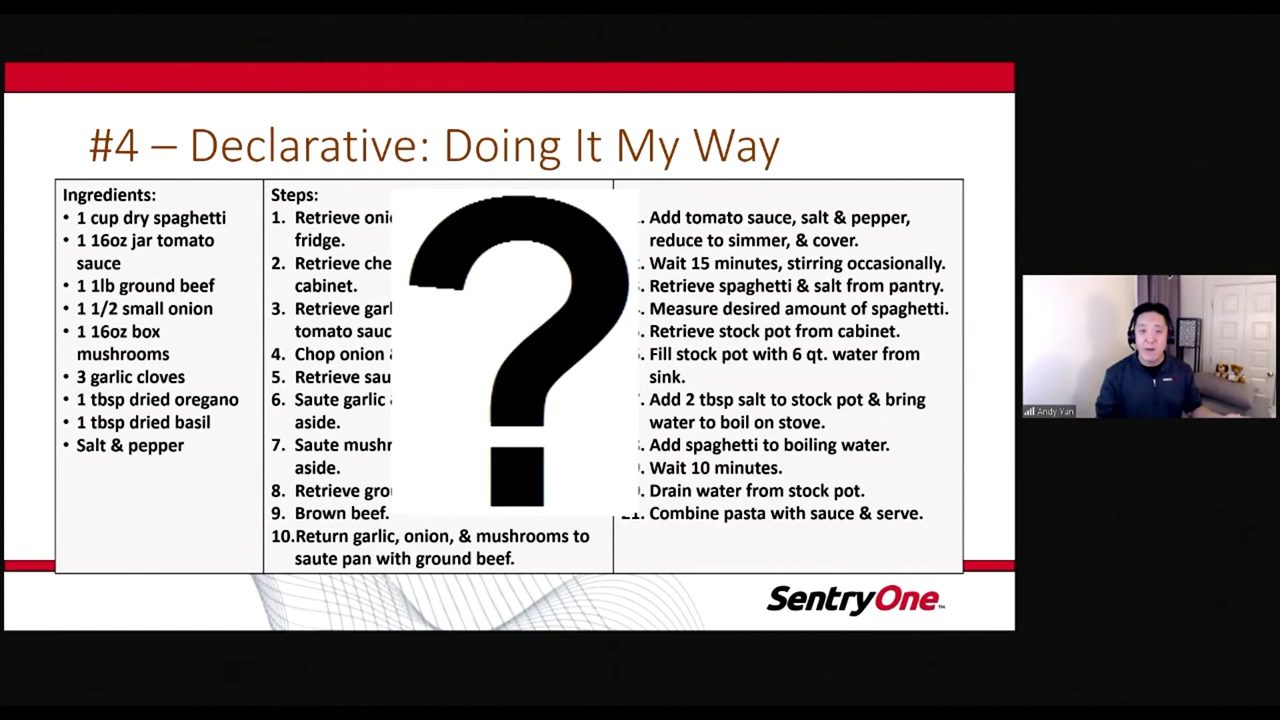 #4 – Declarative: Doing It My Way
Ingredients:
• 1 cup dry spaghetti
• 1 16oz jar tomato
sauce
• 1 1lb ground beef
• 1 1/2 small onion
• 1 16oz box
mushrooms
• 3 garlic cloves
• 1 tbsp dried oregano
• 1 tbsp dried basil
• Salt & pepper
Steps:
1. Retrieve
fridge.
2. Retrieve
cabinet.
3. Retrieve
tomato
4. Chop onion
5. Retrieve
6. Saute garlic
aside.
7. Saute
aside.
8. Retrieve
9. Brown beef.
10.Return garlic, onion, & mushrooms to
saute pan with ground beef.
Add tomato sauce, salt & pepper,
reduce to simmer, & cover.
Wait 15 minutes, stirring occasionally.
Retrieve spaghetti & salt from pantry.
Measure desired amount of spaghetti.
Retrieve stock pot from cabinet.
Fill stock pot with 6 qt. water from
sink.
Add 2 tbsp salt to stock pot & bring
water to boil on stove.
Add spaghetti to boiling water.
Wait 10 minutes.
Drain water from stock pot.
21. Combine pasta with sauce & serve.
?
SentryOne™
Andy Yun